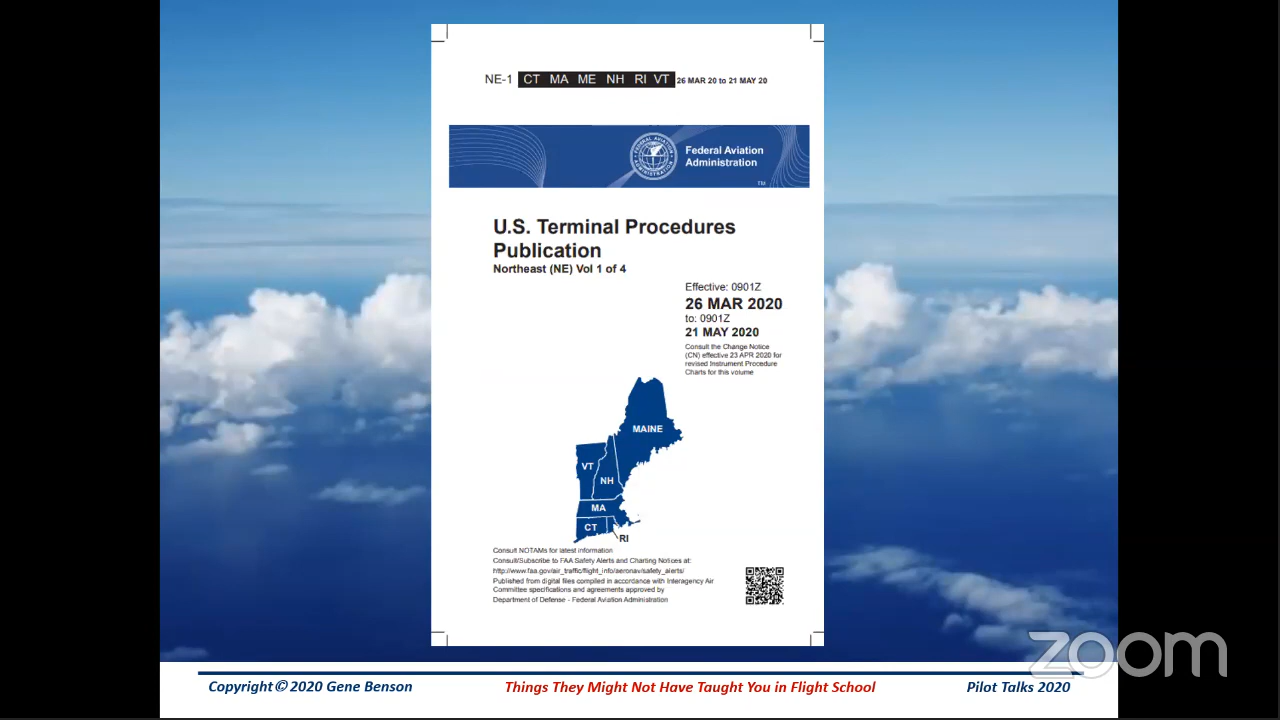 NE-1 CT MA ME NH RI VT 26 MAR 20 to 21 MAY 20
Federal Aviation
Administration
TM
U.S. Terminal Procedures
Publication
Northeast (NE) Vol 1 of 4
Effective: 0901Z
26 MAR 2020
to: 0901Z
21 MAY 2020
Consult the Change Notice
(CN) effective 23 APR 2020 for
revised Instrument Procedure
Charts for this volume
MAINE
VT
NH
MA
CT
RI
Consult NOTAMs for latest information
Consult/Subscribe to FAA Safety Alerts and Charting Notices at:
http://www.faa.gov/air_traffic/flight_info/aeronav/safety_alerts/
Published from digital files compiled in accordance with Interagency Air
Committee specifications and agreements approved by
Department of Defense - Federal Aviation Administration
zoom
Copyright © 2020 Gene Benson
Things They Might Not Have Taught You in Flight School
Pilot Talks 2020